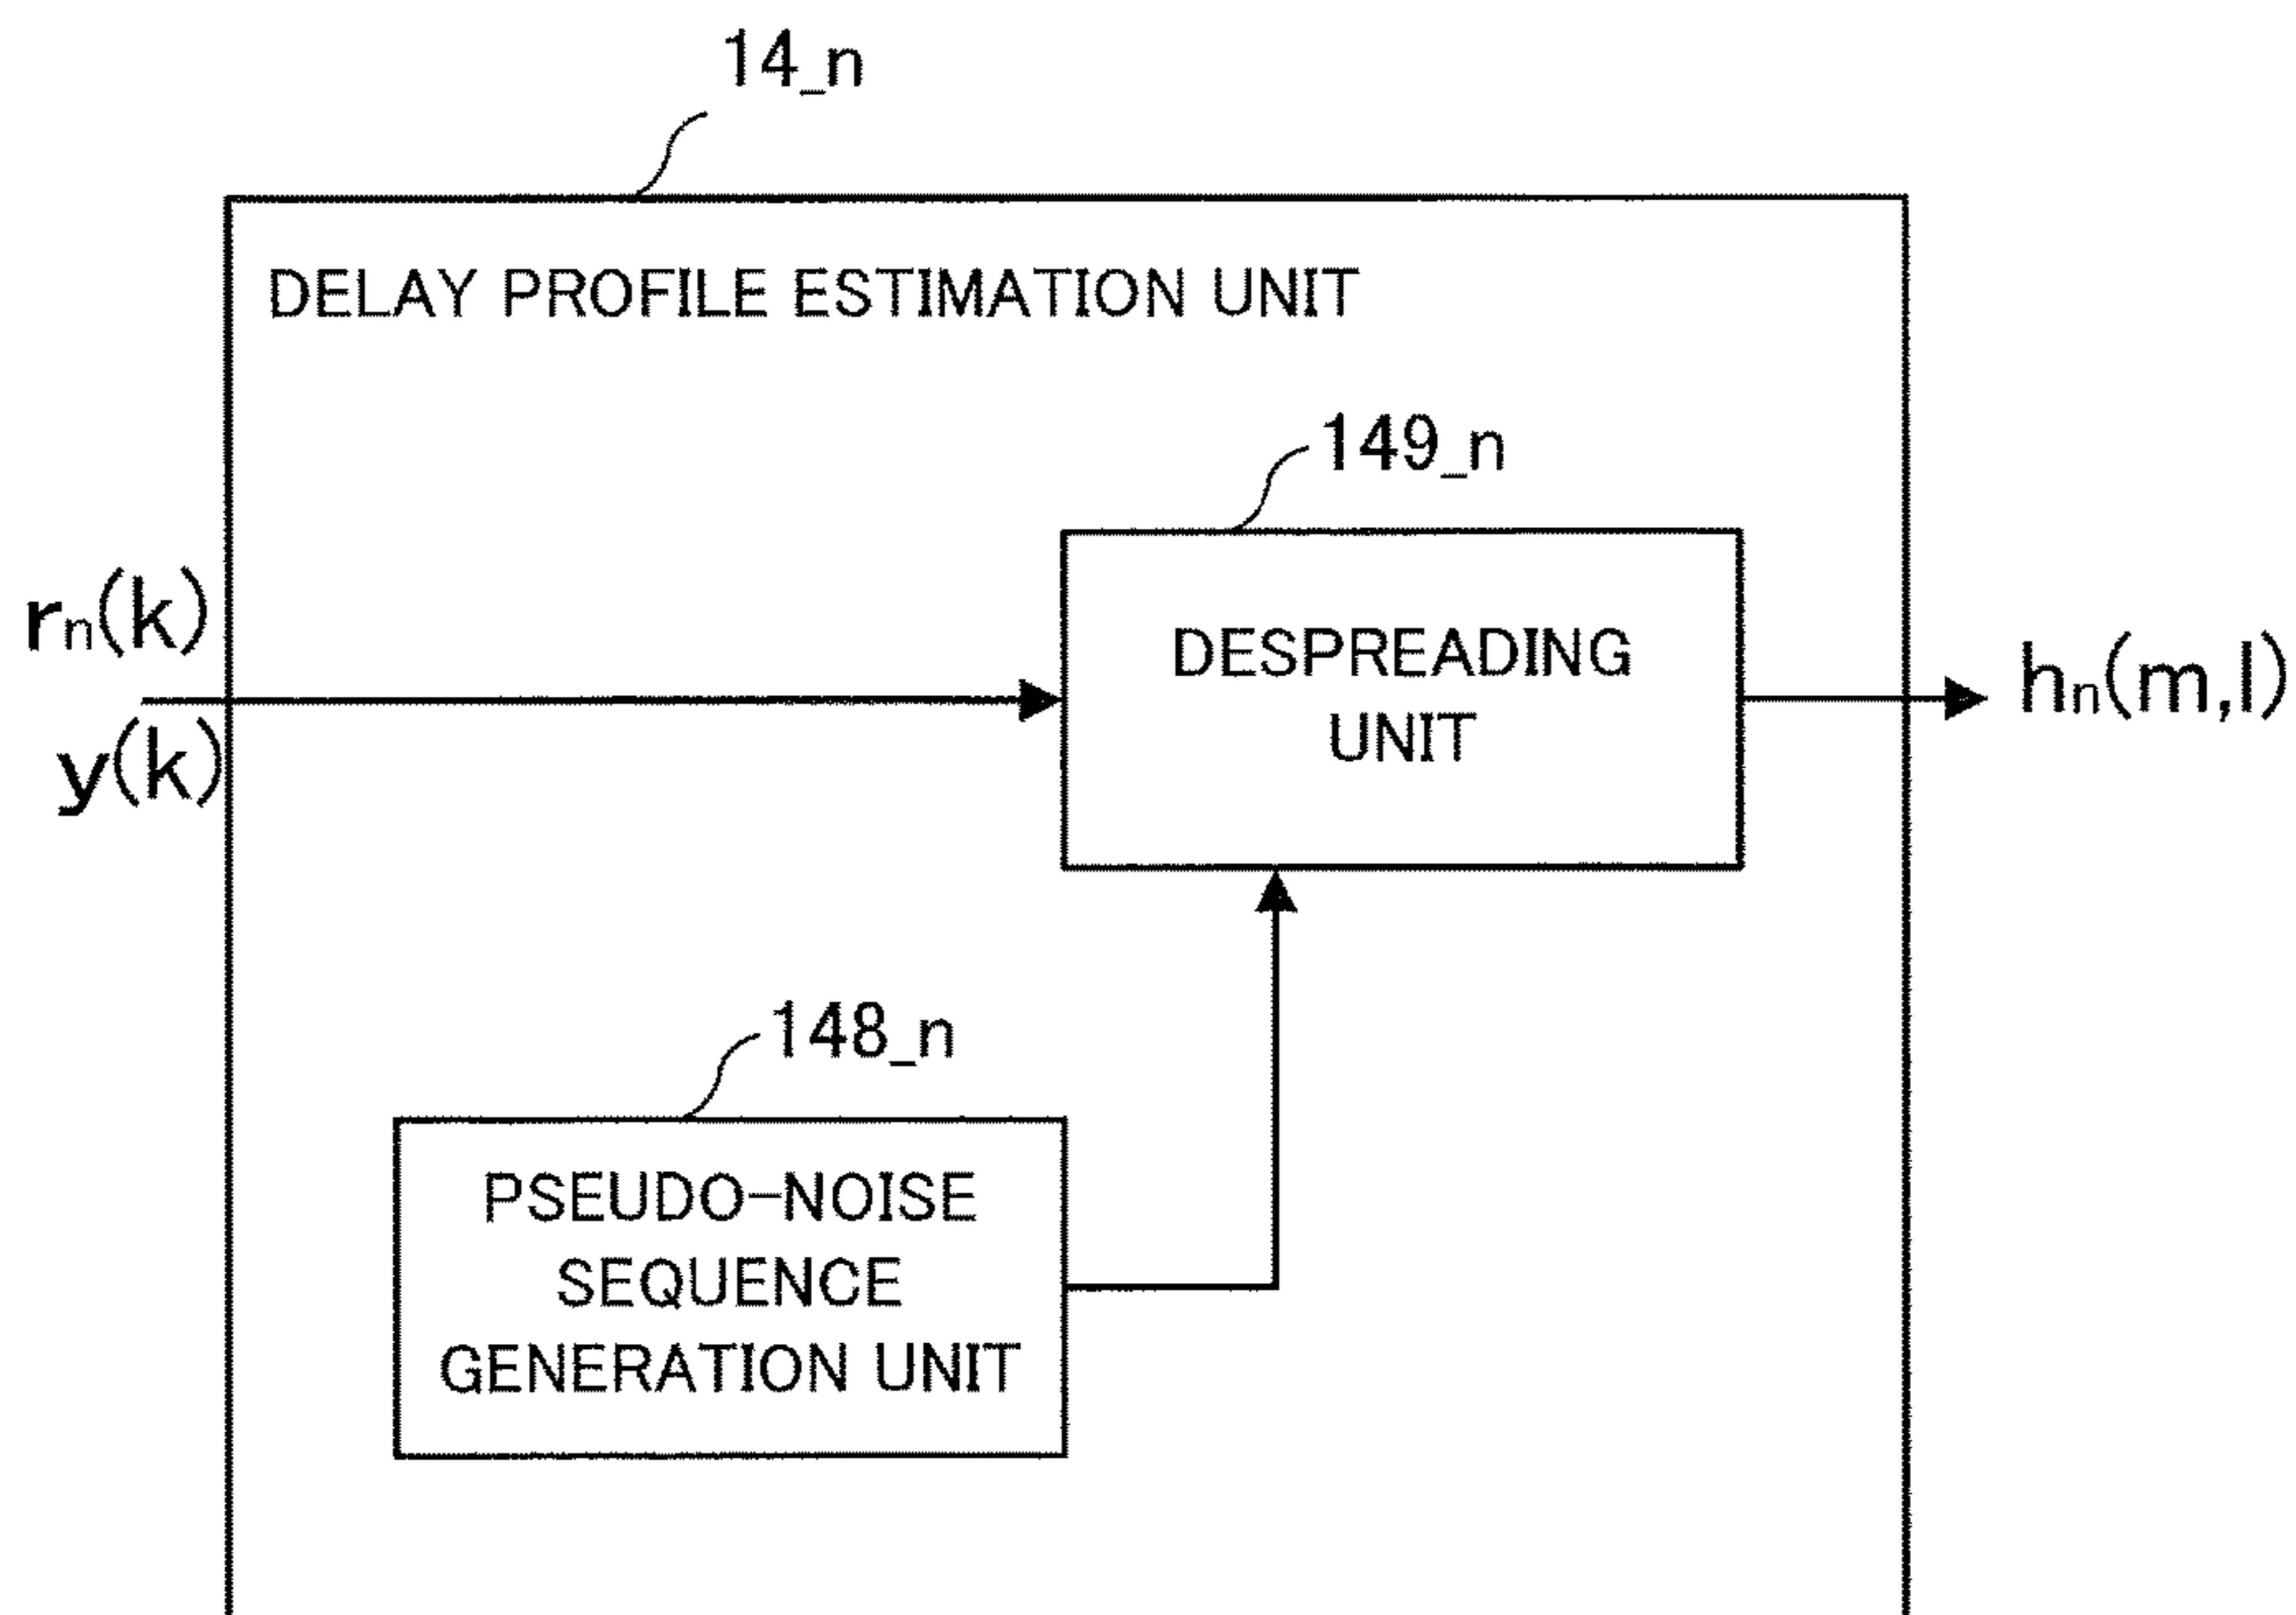 14_n
DELAY PROFILE ESTIMATION UNIT
149_n
rn(k)
y(k)
DESPREADING
UNIT
hn(m,l)
148_n
PSEUDO-NOISE
SEQUENCE
GENERATION UNIT